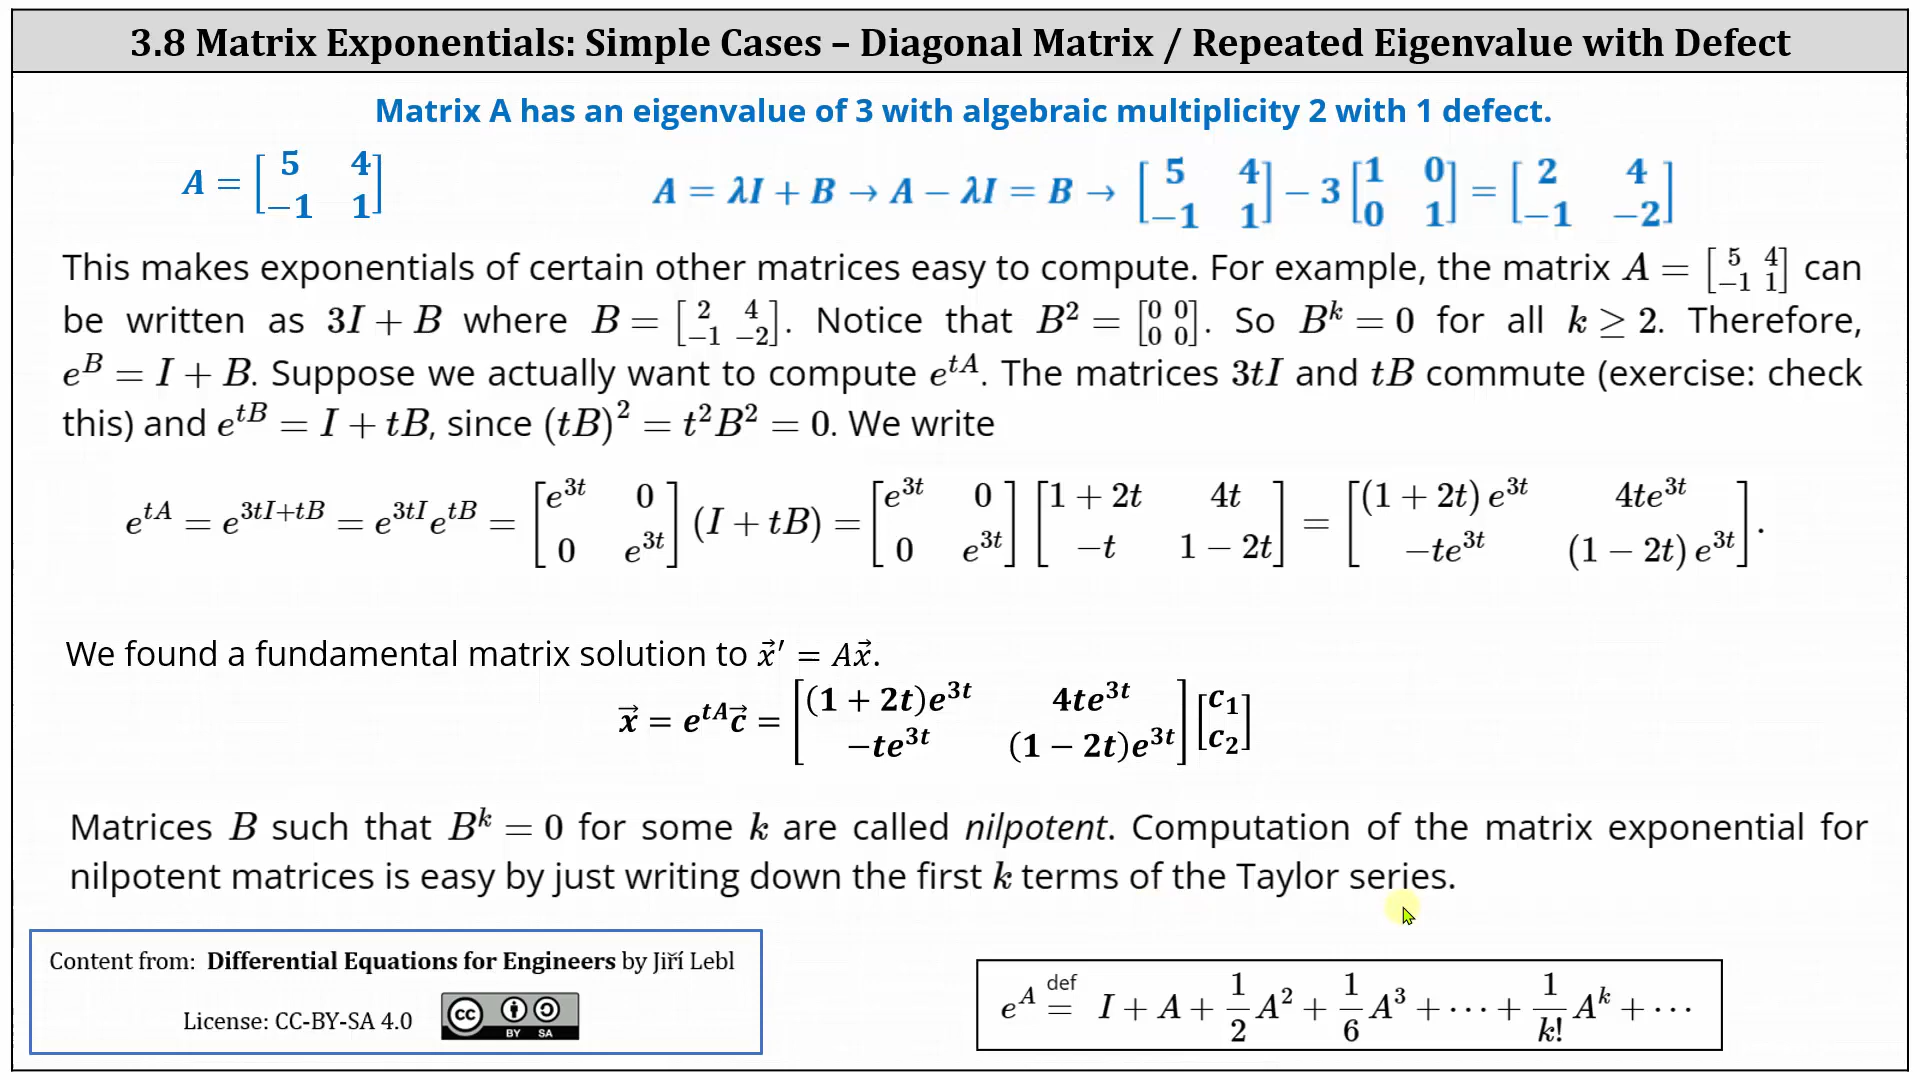 3.8 Matrix Exponentials: Simple Cases – Diagonal Matrix / Repeated Eigenvalue with Defect
Matrix A has an eigenvalue of 3 with algebraic multiplicity 2 with 1 defect.
A = [5 4; −1 1] A = λI + B → A − λI = B → [5 4; −1 1] − 3 [1 0; 0 1] = [2 4; −1 −2]
This makes exponentials of certain other matrices easy to compute. For example, the matrix A = [5 4; −1 1] can
be written as 3I + B where B = [2 4; −1 −2]. Notice that B² = [0 0; 0 0]. So Bᵏ = 0 for all k ≥ 2. Therefore,
e^B = I + B. Suppose we actually want to compute e^{tA}. The matrices 3tI and tB commute (exercise: check
this) and e^{tB} = I + tB, since (tB)² = t²B² = 0. We write
e^{tA} = e^{3tI+tB} = e^{3tI}e^{tB} = [e^{3t} 0; 0 e^{3t}] (I + tB) = [e^{3t} 0; 0 e^{3t}] [1 + 2t 4t; −t 1 − 2t] = [(1 + 2t) e^{3t} 4te^{3t}; −te^{3t} (1 − 2t) e^{3t}].
We found a fundamental matrix solution to x⃗′ = Ax⃗.
x⃗ = e^{tA}c⃗ = [(1 + 2t)e^{3t} 4te^{3t}; −te^{3t} (1 − 2t)e^{3t}] [c₁; c₂]
Matrices B such that Bᵏ = 0 for some k are called nilpotent. Computation of the matrix exponential for
nilpotent matrices is easy by just writing down the first k terms of the Taylor series.
Content from: Differential Equations for Engineers by Jiří Lebl
License: CC-BY-SA 4.0
cc BY SA
e^A def= I + A + 1/2 A² + 1/6 A³ + ⋯ + 1/k! Aᵏ + ⋯